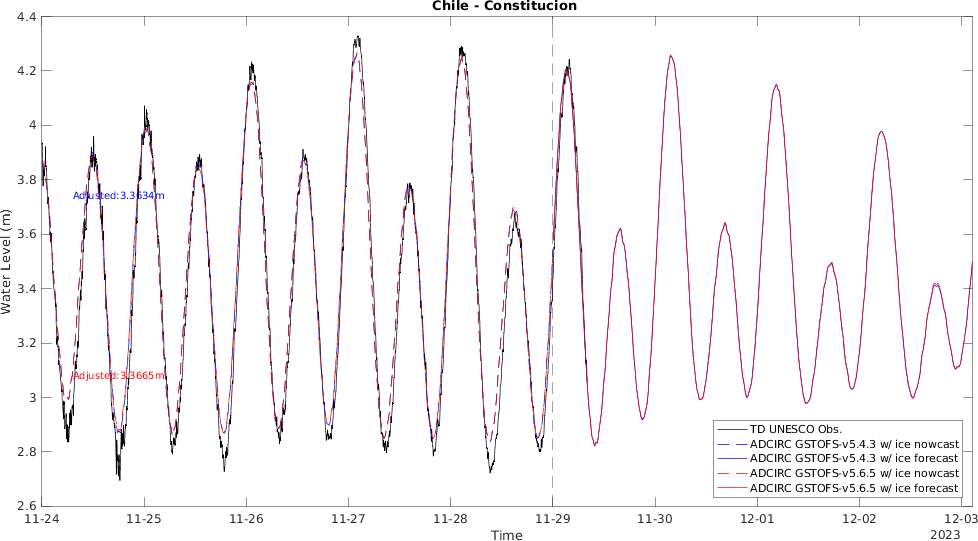 Chile - Constitucion
4.4
4.2
4
3.8
3.6
3.4
3.2
3
2.8
2.6
Water Level (m)
Adjusted:3.3634m
Adjusted:3.3665m
TD UNESCO Obs.
ADCIRC GSTOFS-v5.4.3 w/ ice nowcast
ADCIRC GSTOFS-v5.4.3 w/ ice forecast
ADCIRC GSTOFS-v5.6.5 w/ ice nowcast
ADCIRC GSTOFS-v5.6.5 w/ ice forecast
11-24 11-25 11-26 11-27 11-28 11-29 11-30 12-01 12-02 12-03
Time
2023